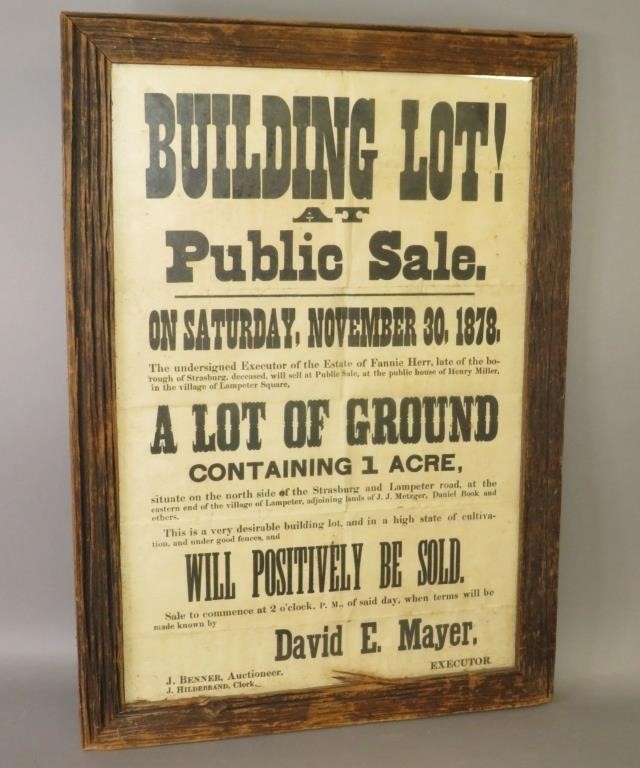 BUILDING LOT!
AT
Public Sale.
ON SATURDAY, NOVEMBER 30, 1878,
The undersigned Executor of the Estate of Fannie Herr, late of the bo-
rough of Strasburg, deceased, will sell at Public Sale, at the public house of Henry Miller,
in the village of Lampeter Square,
A LOT OF GROUND
CONTAINING 1 ACRE,
situate on the north side of the Strasburg and Lampeter road, at the
eastern end of the village of Lampeter, adjoining lands of J. J. Metzger, Daniel Book and
others.
This is a very desirable building lot, and in a high state of cultiva-
tion, and under good fences, and
WILL POSITIVELY BE SOLD.
Sale to commence at 2 o'clock, P. M., of said day, when terms will be
made known by
David E. Mayer,
EXECUTOR
J. BENNER, Auctioneer.
J. HILDEBRAND, Clerk.